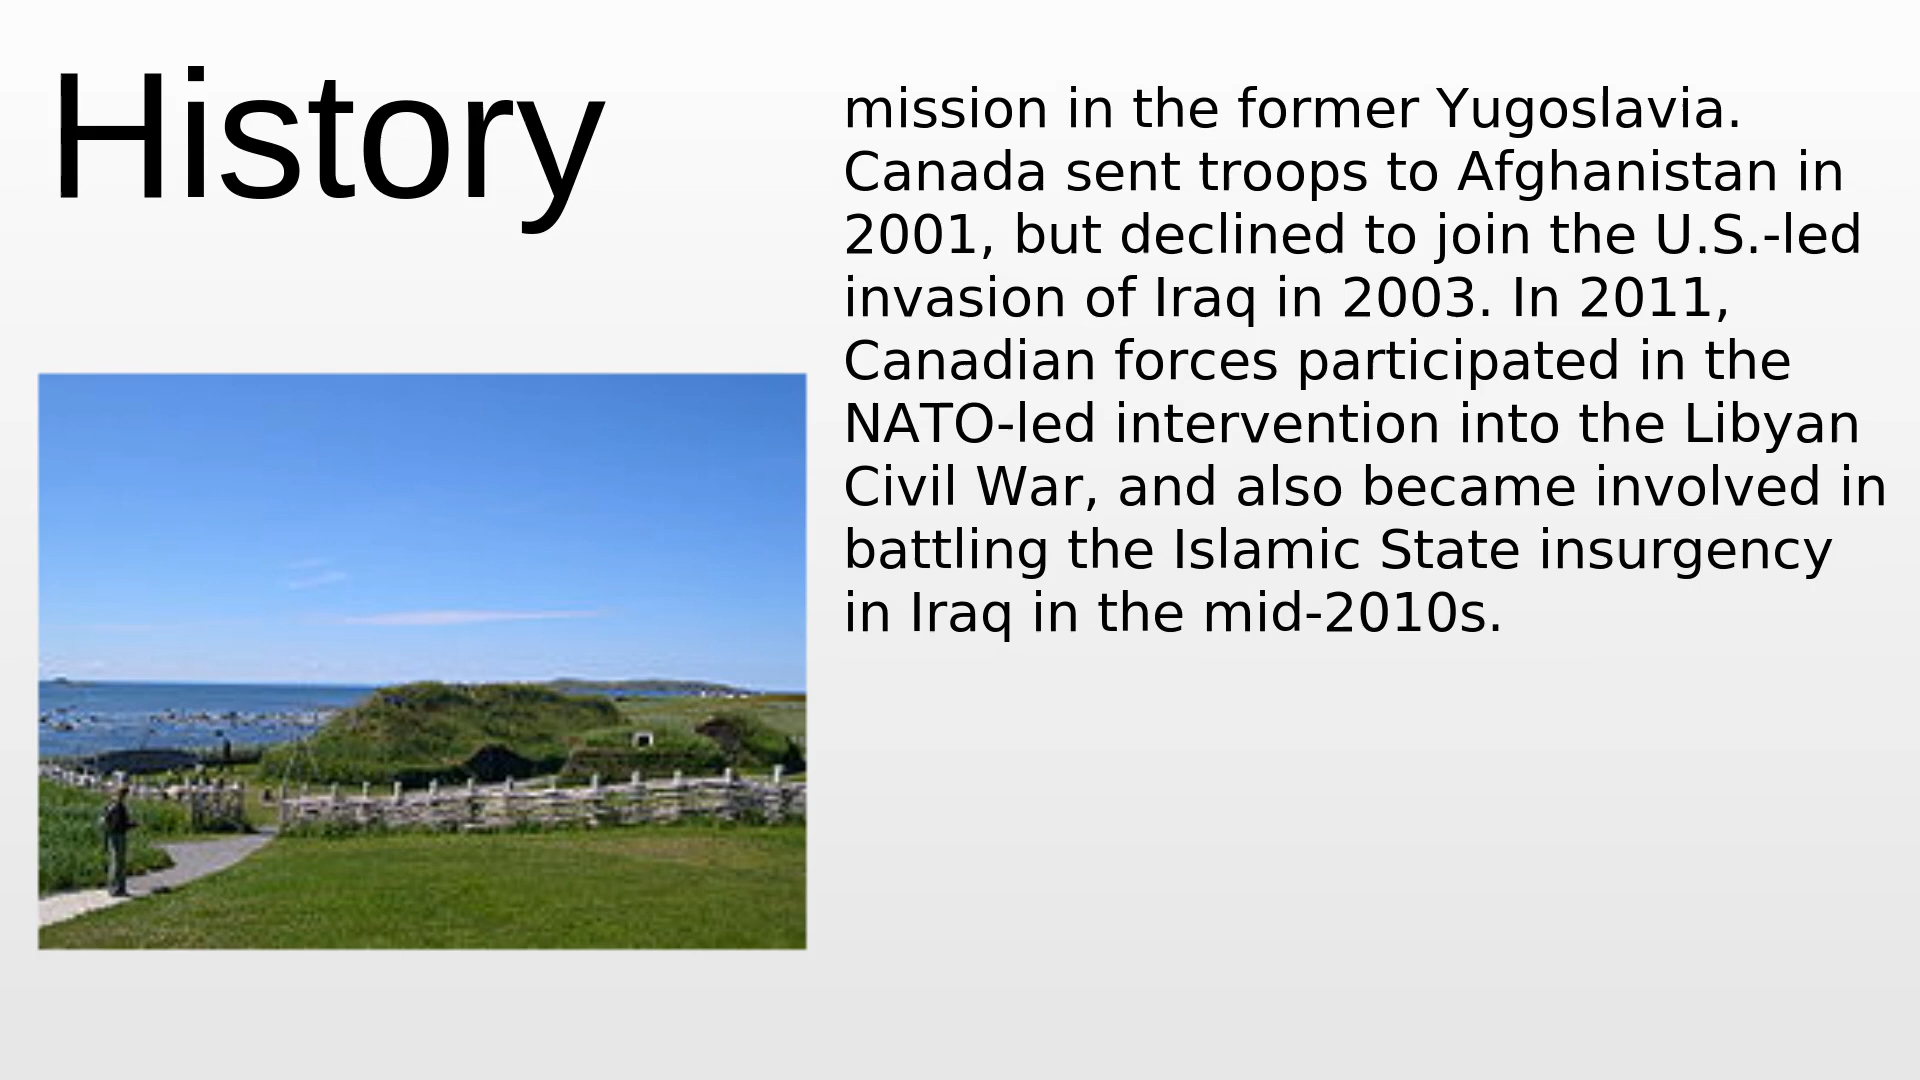 History
mission in the former Yugoslavia.
Canada sent troops to Afghanistan in
2001, but declined to join the U.S.-led
invasion of Iraq in 2003. In 2011,
Canadian forces participated in the
NATO-led intervention into the Libyan
Civil War, and also became involved in
battling the Islamic State insurgency
in Iraq in the mid-2010s.